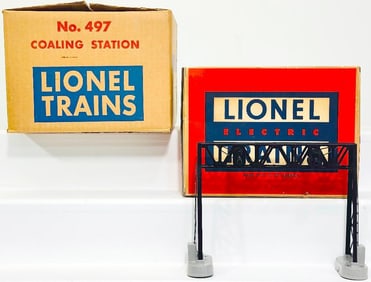 No. 497
COALING STATION
LIONEL
TRAINS
LIONEL
ELECTRIC